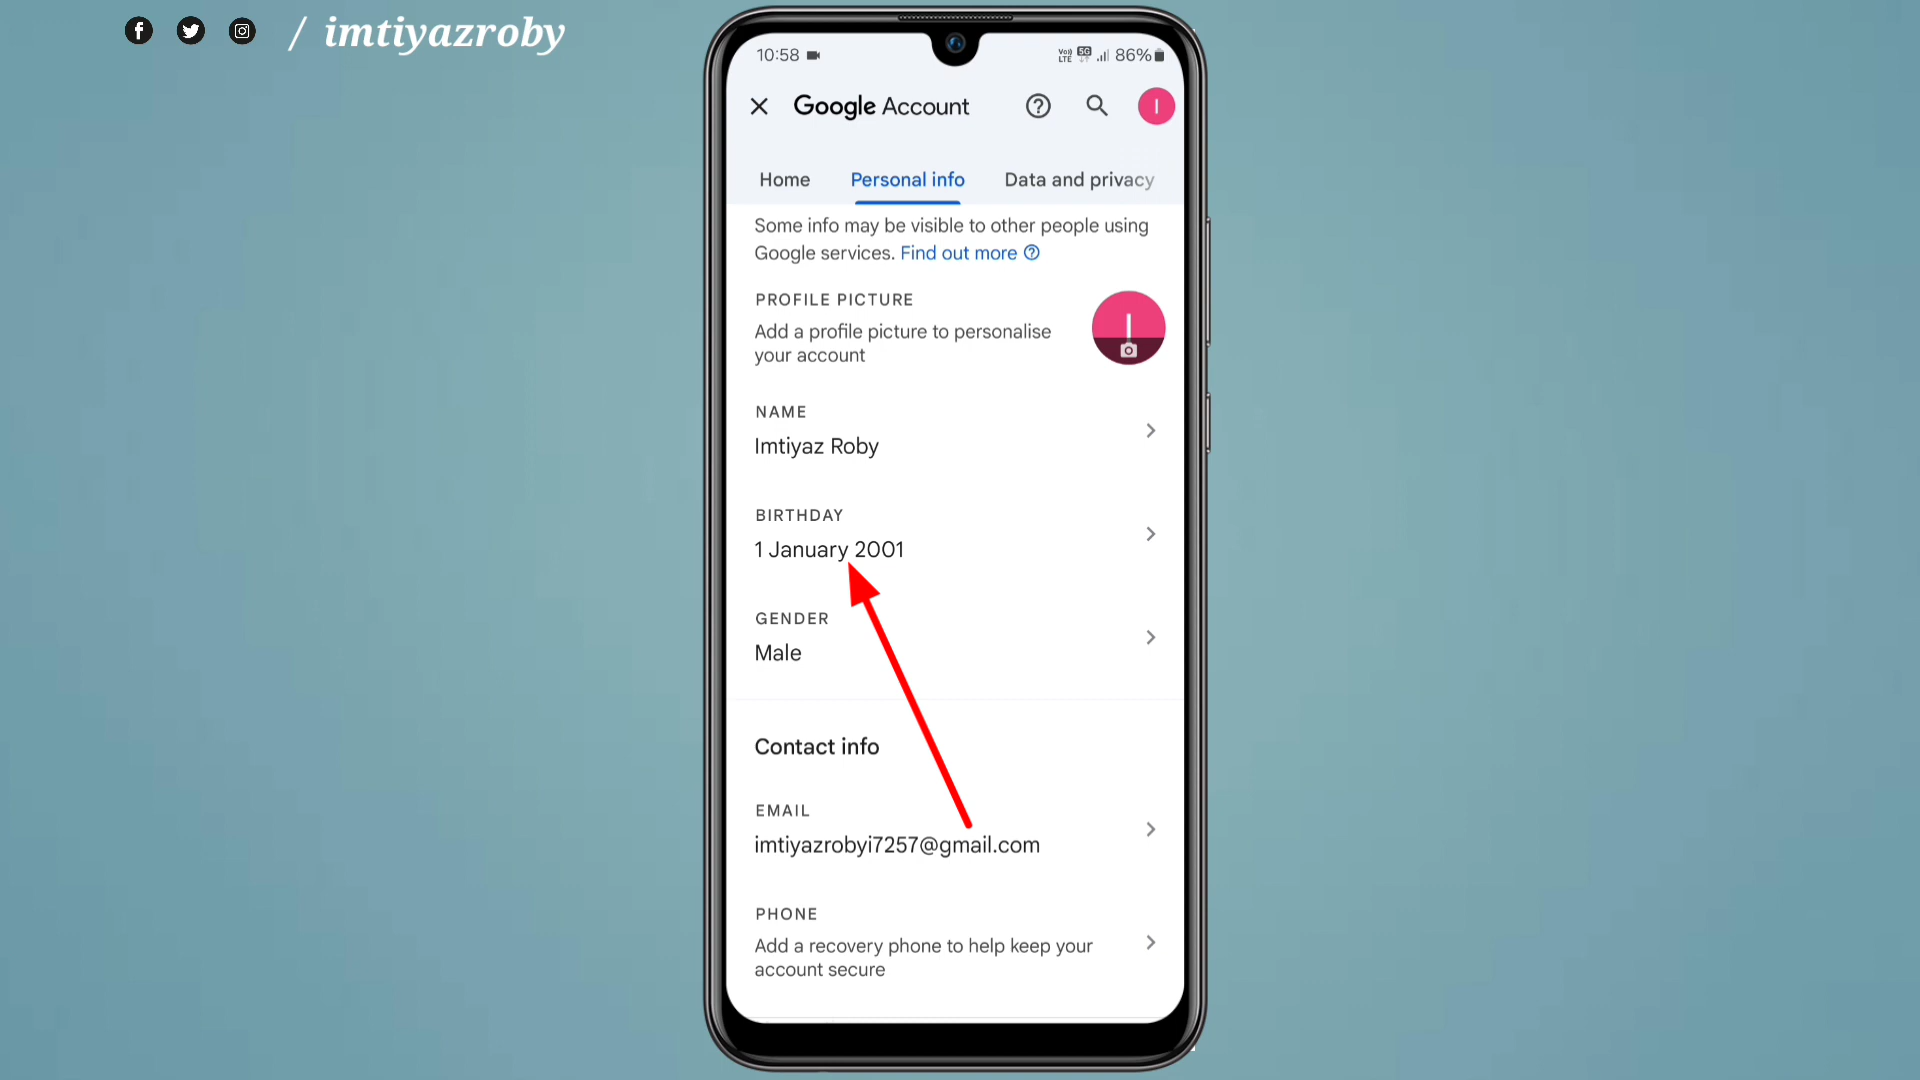 / imtiyazroby
10:58
Vo)) LTE 5G 86%
Google Account
I
Home Personal info Data and privacy
Some info may be visible to other people using
Google services. Find out more
PROFILE PICTURE
Add a profile picture to personalise
your account
I
NAME
Imtiyaz Roby
BIRTHDAY
1 January 2001
GENDER
Male
Contact info
EMAIL
imtiyazrobyi7257@gmail.com
PHONE
Add a recovery phone to help keep your
account secure